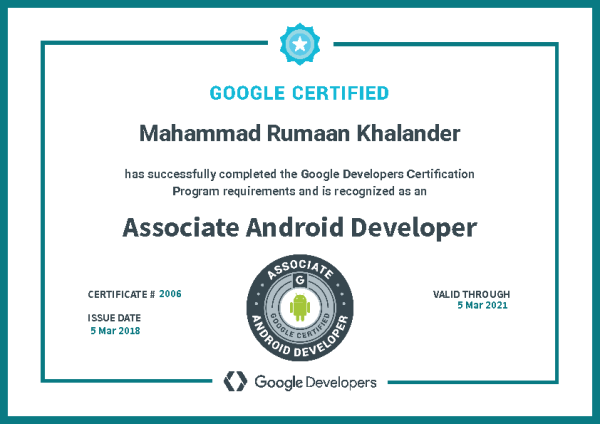 GOOGLE CERTIFIED
Mahammad Rumaan Khalander
has successfully completed the Google Developers Certification
Program requirements and is recognized as an
Associate Android Developer
CERTIFICATE # 2006
ISSUE DATE
5 Mar 2018
ASSOCIATE
G
GOOGLE CERTIFIED
ANDROID DEVELOPER
VALID THROUGH
5 Mar 2021
Google Developers